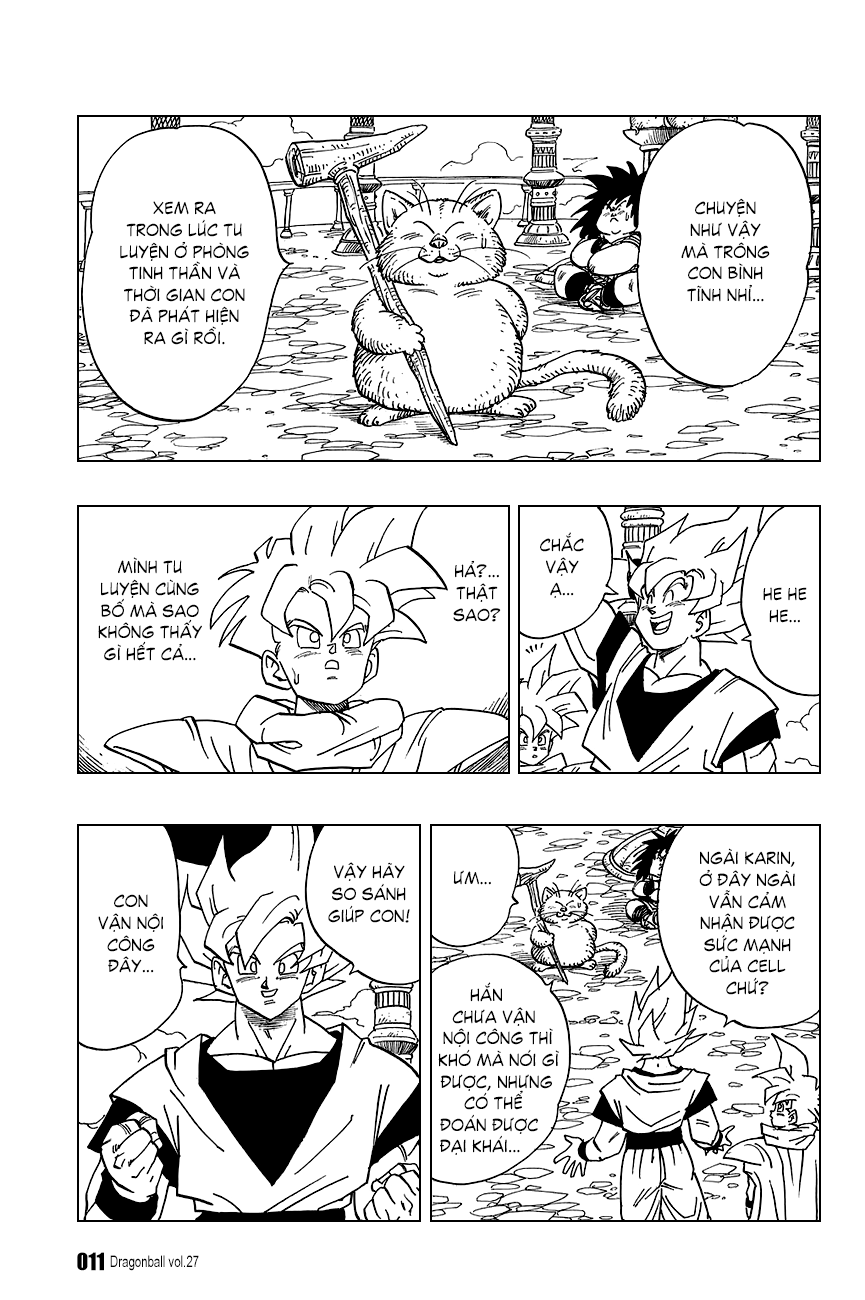 CHUYỆN
NHƯ VẬY
MÀ TRÔNG
CON BÌNH
TĨNH NHỈ...
XEM RA
TRONG LÚC TU
LUYỆN Ở PHÒNG
TINH THẦN VÀ
THỜI GIAN CON
ĐÃ PHÁT HIỆN
RA GÌ RỒI.
HE HE
HE...
CHẮC
VẬY
Ạ...
HẢ?...
THẬT
SAO?
MÌNH TU
LUYỆN CÙNG
BỐ MÀ SAO
KHÔNG THẤY
GÌ HẾT CẢ...
NGÀI KARIN,
Ở ĐÂY NGÀI
VẪN CẢM
NHẬN ĐƯỢC
SỨC MẠNH
CỦA CELL
CHỨ?
ƯM...
HẮN
CHƯA VẬN
NỘI CÔNG THÌ
KHÓ MÀ NÓI GÌ
ĐƯỢC, NHƯNG
CÓ THỂ
ĐOÁN ĐƯỢC
ĐẠI KHÁI...
VẬY HÃY
SO SÁNH
GIÚP CON!
CON
VẬN NỘI
CÔNG
ĐÂY...
011 Dragonball vol.27